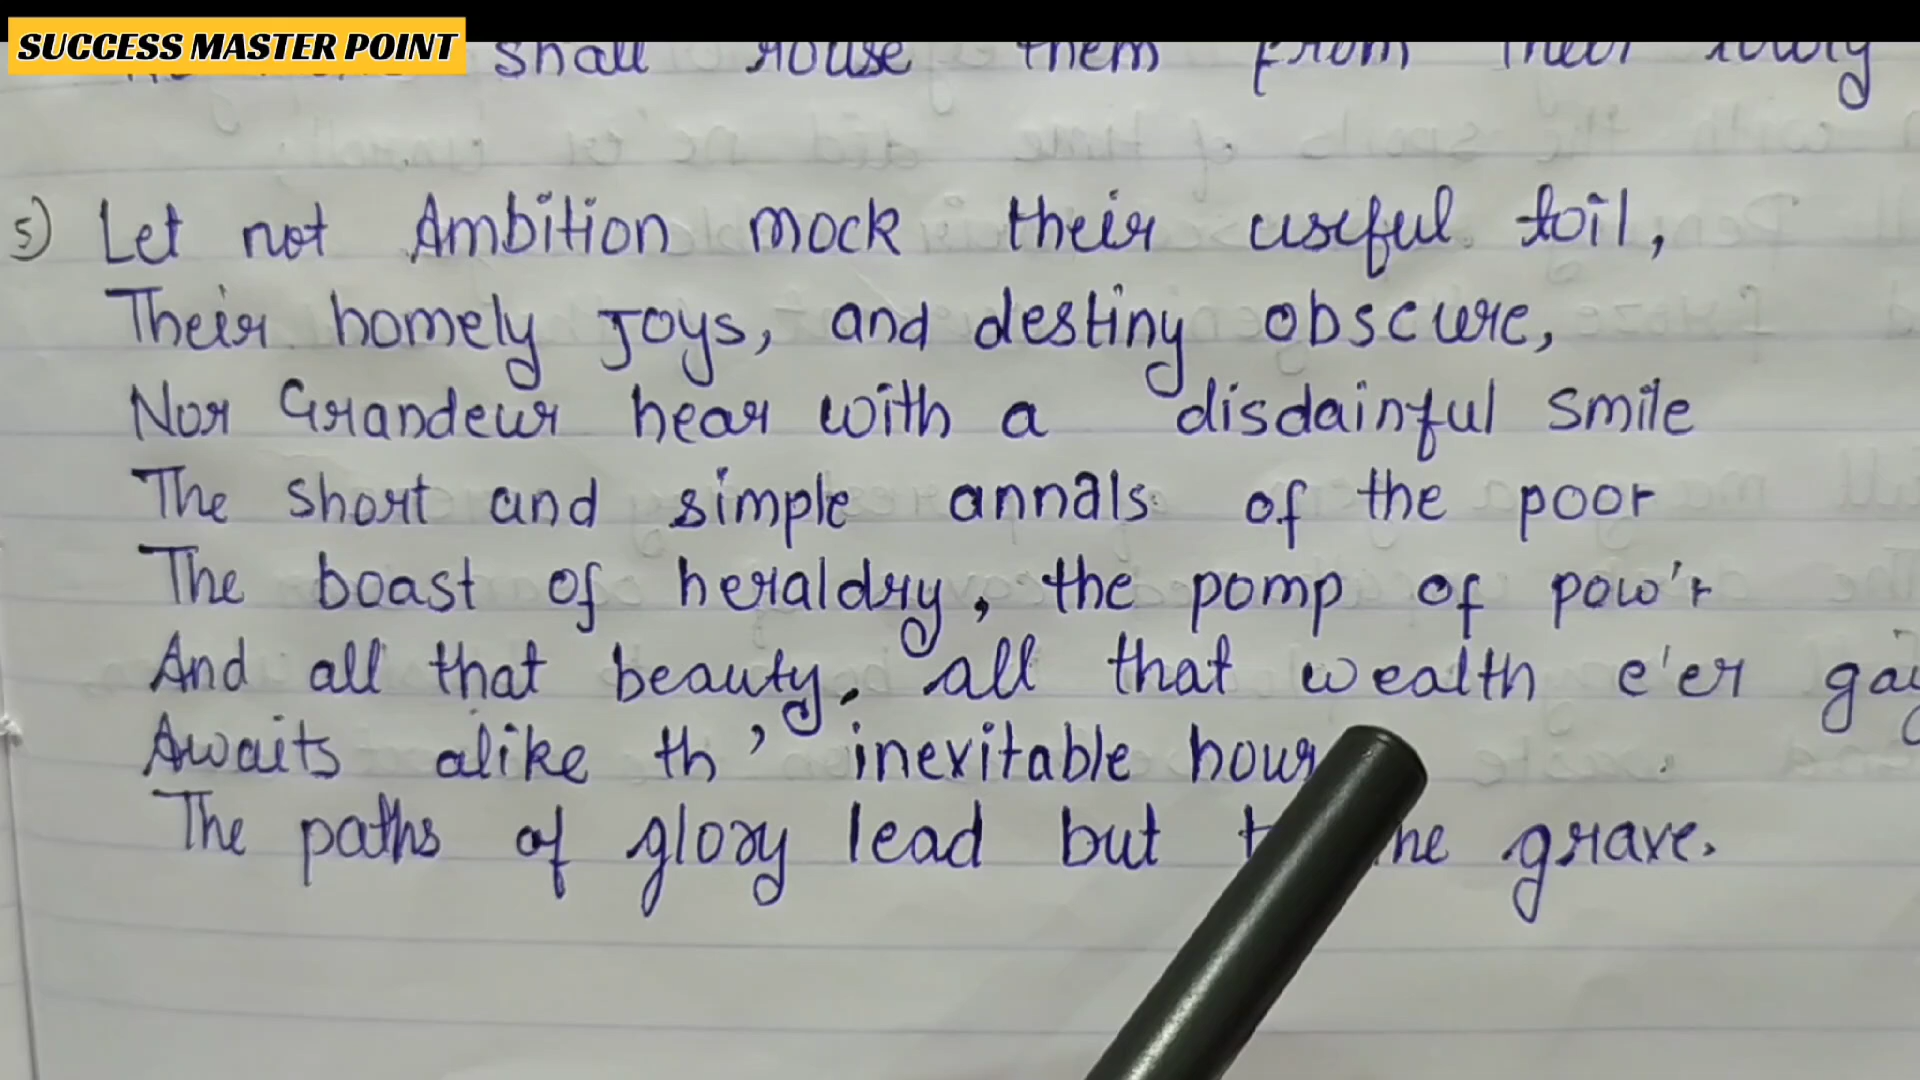 SUCCESS MASTER POINT
shall rouse them from their lowly
5) Let not Ambition mock their useful toil,
Their homely Joys, and destiny obscure,
Nor Grandeur hear with a disdainful smile
The short and simple annals of the poor
The boast of heraldry, the pomp of pow'r
And all that beauty, all that wealth e'er
Awaits alike th' inevitable hour
The paths of glory lead but grave.